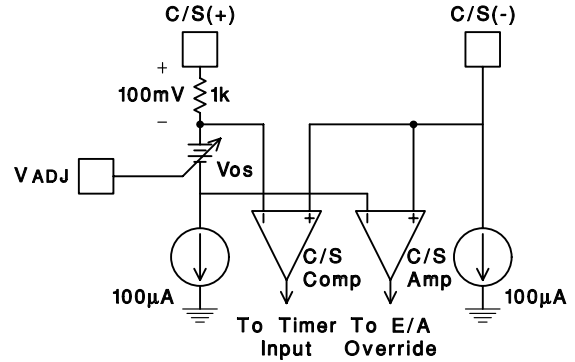 C/S(+) C/S(-)
+
100mV 1k
−
VADJ
Vos
− + − +
C/S
Comp
C/S
Amp
100µA 100µA
To Timer To E/A
Input Override